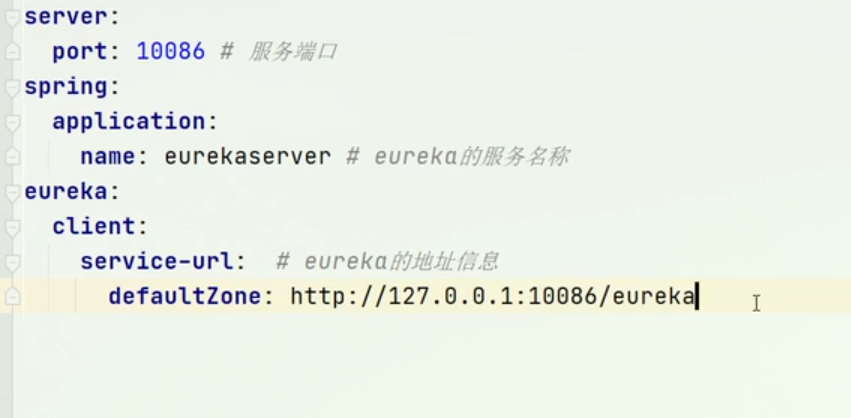 server:
  port: 10086 # 服务端口
spring:
  application:
    name: eurekaserver # eureka的服务名称
eureka:
  client:
    service-url:  # eureka的地址信息
      defaultZone: http://127.0.0.1:10086/eureka